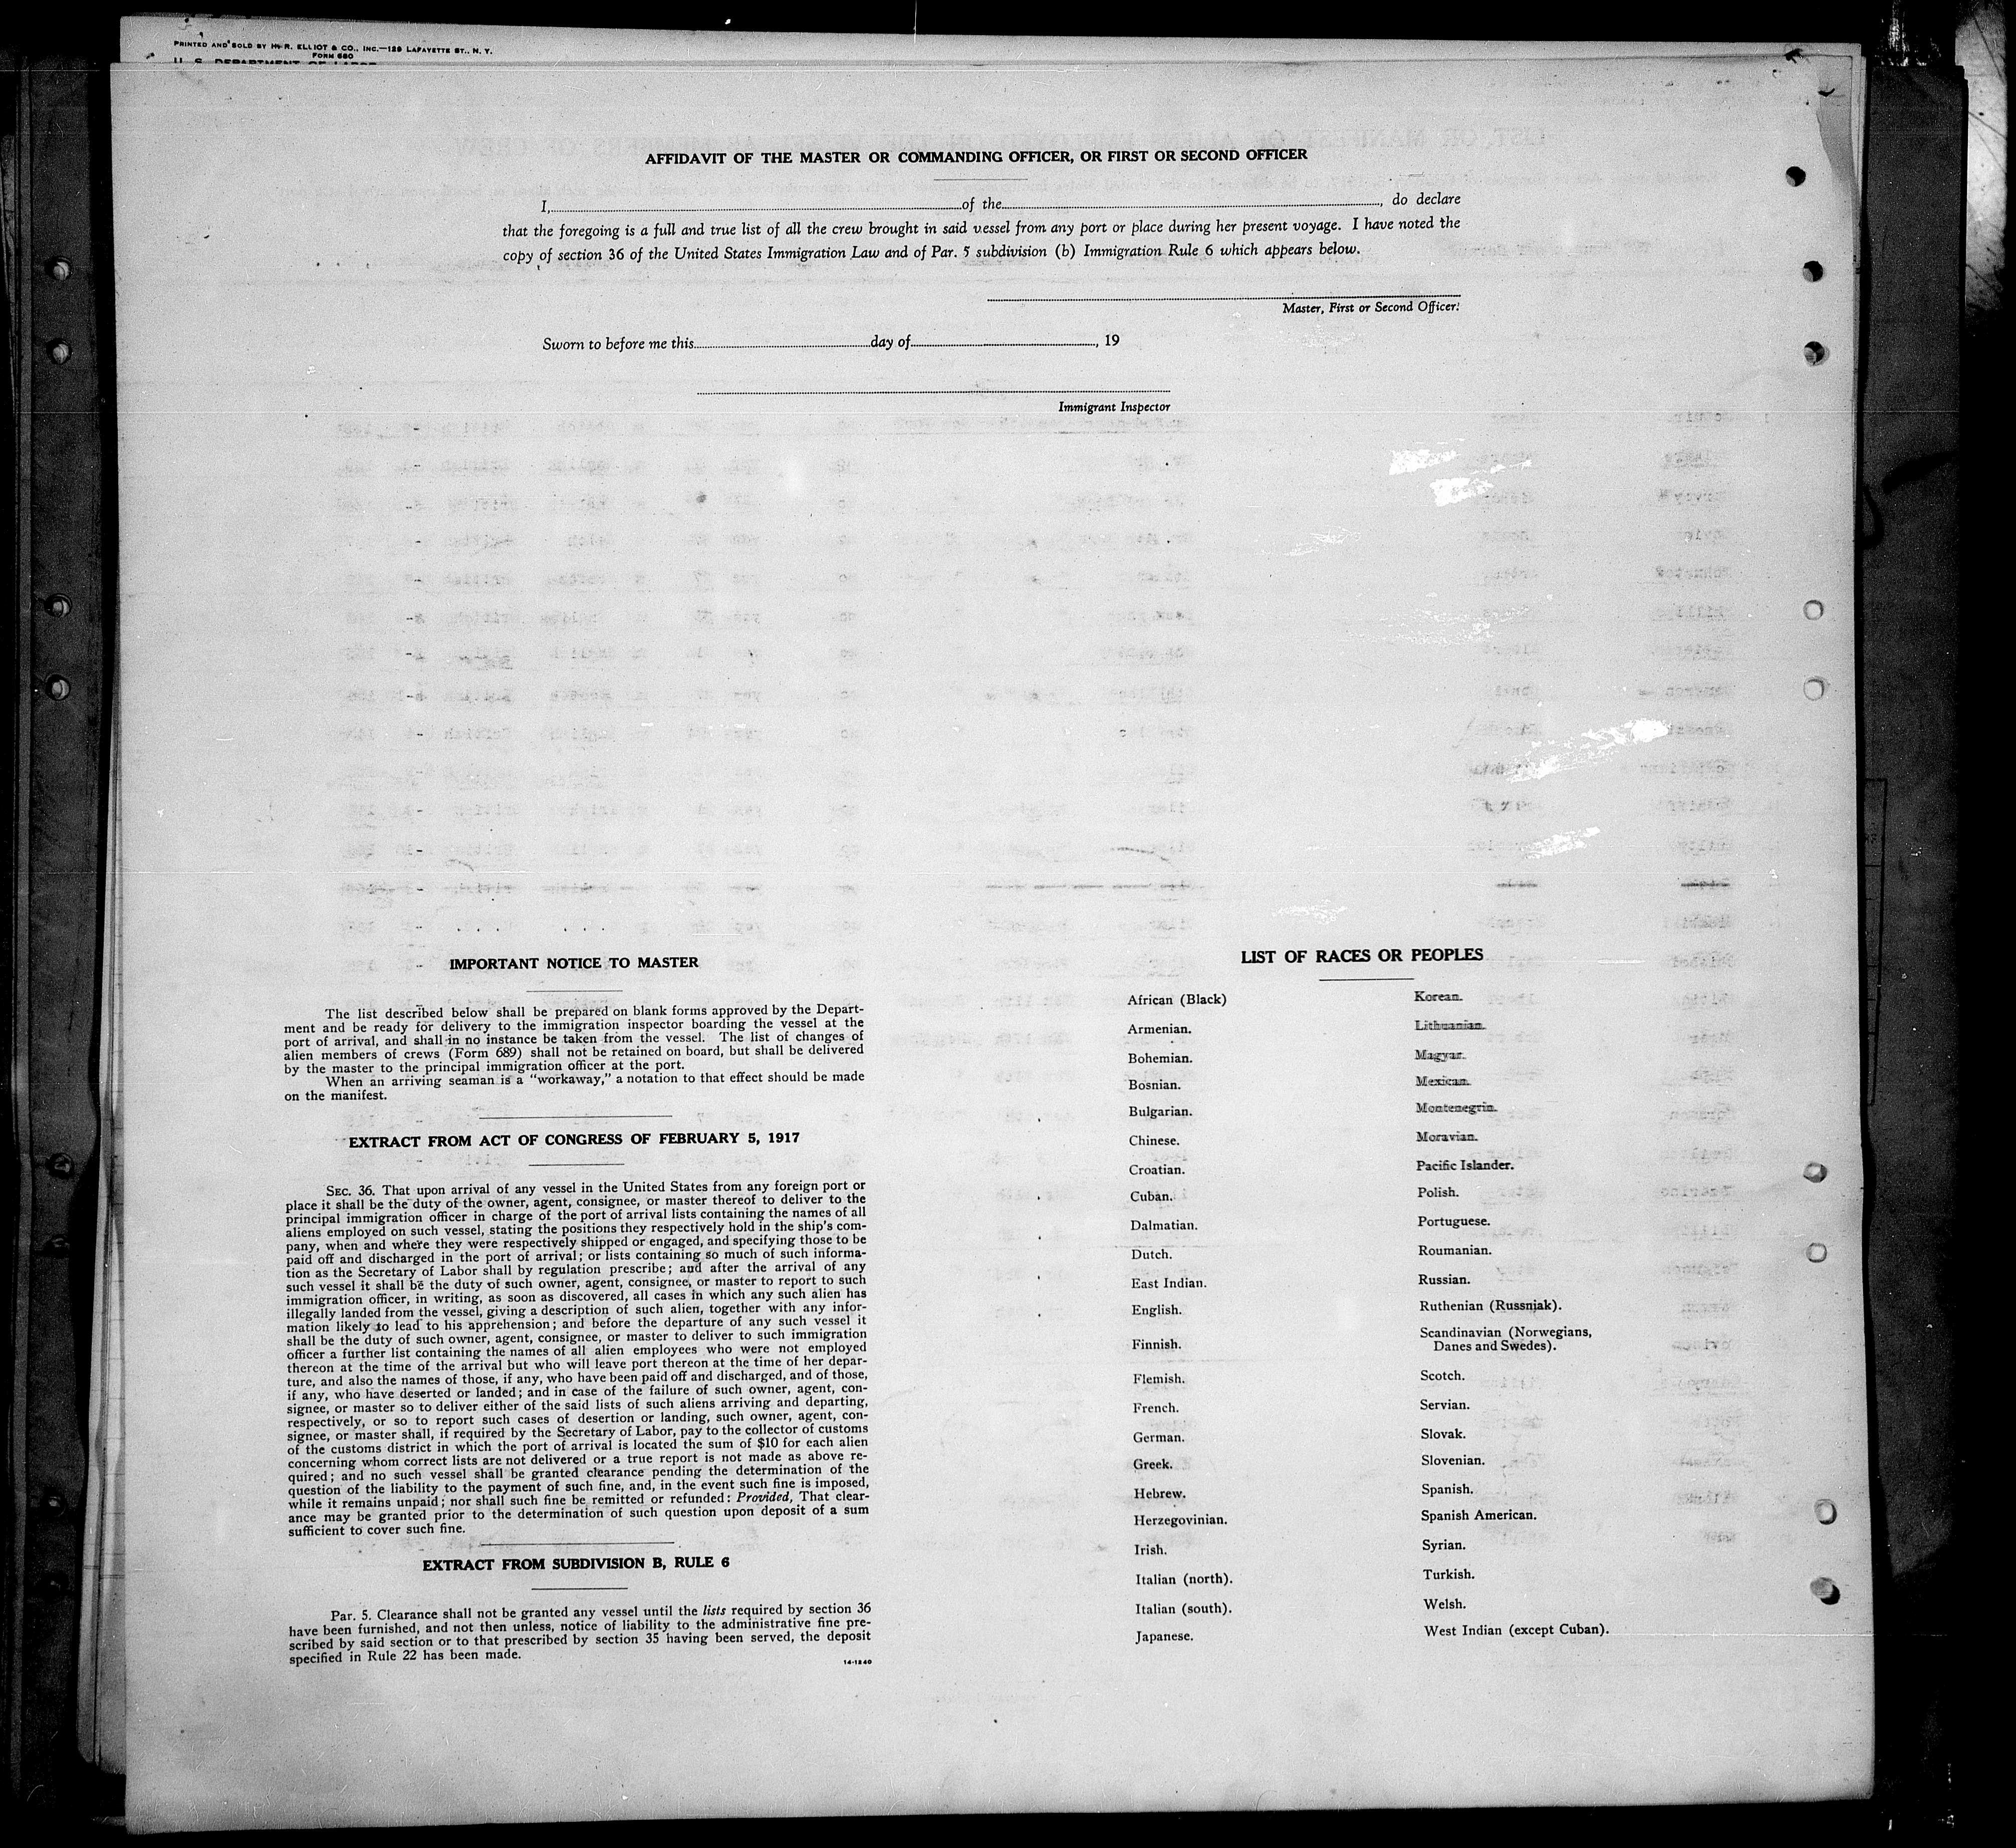 PRINTED AND SOLD BY H. R. ELLIOT & CO., INC.—129 LAFAYETTE ST., N. Y.
FORM 680
U. S. DEPARTMENT OF LABOR
AFFIDAVIT OF THE MASTER OR COMMANDING OFFICER, OR FIRST OR SECOND OFFICER
I, of the , do declare
that the foregoing is a full and true list of all the crew brought in said vessel from any port or place during her present voyage. I have noted the
copy of section 36 of the United States Immigration Law and of Par. 5 subdivision (b) Immigration Rule 6 which appears below.
Master, First or Second Officer.
Sworn to before me this day of , 19
Immigrant Inspector
IMPORTANT NOTICE TO MASTER
The list described below shall be prepared on blank forms approved by the Depart-
ment and be ready for delivery to the immigration inspector boarding the vessel at the
port of arrival, and shall in no instance be taken from the vessel. The list of changes of
alien members of crews (Form 689) shall not be retained on board, but shall be delivered
by the master to the principal immigration officer at the port.
When an arriving seaman is a "workaway," a notation to that effect should be made
on the manifest.
EXTRACT FROM ACT OF CONGRESS OF FEBRUARY 5, 1917
SEC. 36. That upon arrival of any vessel in the United States from any foreign port or
place it shall be the duty of the owner, agent, consignee, or master thereof to deliver to the
principal immigration officer in charge of the port of arrival lists containing the names of all
aliens employed on such vessel, stating the positions they respectively hold in the ship's com-
pany, when and where they were respectively shipped or engaged, and specifying those to be
paid off and discharged in the port of arrival; or lists containing so much of such informa-
tion as the Secretary of Labor shall by regulation prescribe; and after the arrival of any
such vessel it shall be the duty of such owner, agent, consignee, or master to report to such
immigration officer, in writing, as soon as discovered, all cases in which any such alien has
illegally landed from the vessel, giving a description of such alien, together with any infor-
mation likely to lead to his apprehension; and before the departure of any such vessel it
shall be the duty of such owner, agent, consignee, or master to deliver to such immigration
officer a further list containing the names of all alien employees who were not employed
thereon at the time of the arrival but who will leave port thereon at the time of her depar-
ture, and also the names of those, if any, who have been paid off and discharged, and of those,
if any, who have deserted or landed; and in case of the failure of such owner, agent, con-
signee, or master so to deliver either of the said lists of such aliens arriving and departing,
respectively, or so to report such cases of desertion or landing, such owner, agent, con-
signee, or master shall, if required by the Secretary of Labor, pay to the collector of customs
of the customs district in which the port of arrival is located the sum of $10 for each alien
concerning whom correct lists are not delivered or a true report is not made as above re-
quired; and no such vessel shall be granted clearance pending the determination of the
question of the liability to the payment of such fine, and, in the event such fine is imposed,
while it remains unpaid; nor shall such fine be remitted or refunded: Provided, That clear-
ance may be granted prior to the determination of such question upon deposit of a sum
sufficient to cover such fine.
EXTRACT FROM SUBDIVISION B, RULE 6
Par. 5. Clearance shall not be granted any vessel until the lists required by section 36
have been furnished, and not then unless, notice of liability to the administrative fine pre-
scribed by said section or to that prescribed by section 35 having been served, the deposit
specified in Rule 22 has been made.
14-1240
LIST OF RACES OR PEOPLES
African (Black)
Armenian.
Bohemian.
Bosnian.
Bulgarian.
Chinese.
Croatian.
Cuban.
Dalmatian.
Dutch.
East Indian.
English.
Finnish.
Flemish.
French.
German.
Greek.
Hebrew.
Herzegovinian.
Irish.
Italian (north).
Italian (south).
Japanese.
Korean.
Lithuanian.
Magyar.
Mexican.
Montenegrin.
Moravian.
Pacific Islander.
Polish.
Portuguese.
Roumanian.
Russian.
Ruthenian (Russniak).
Scandinavian (Norwegians,
Danes and Swedes).
Scotch.
Servian.
Slovak.
Slovenian.
Spanish.
Spanish American.
Syrian.
Turkish.
Welsh.
West Indian (except Cuban).